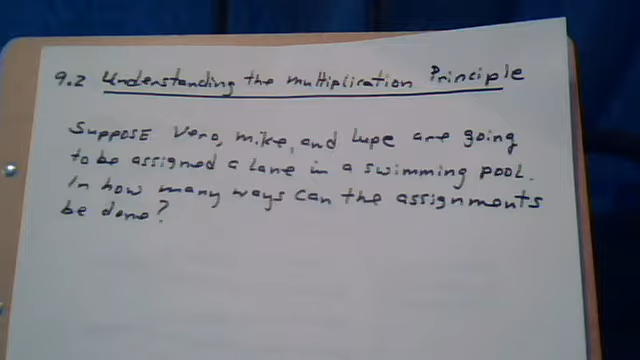 9.2 Understanding the multiplication Principle
Suppose Vero, mike, and Lupe are going
to be assigned a lane in a swimming pool.
In how many ways can the assignments
be done?